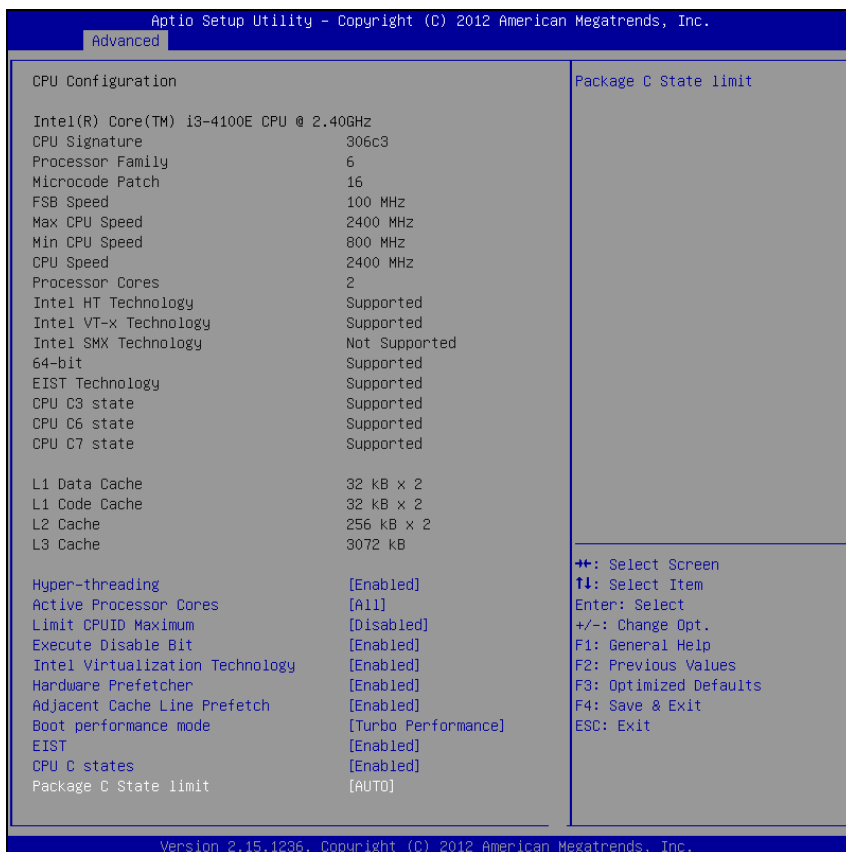 Aptio Setup Utility – Copyright (C) 2012 American Megatrends, Inc.
Advanced
CPU Configuration
Intel(R) Core(TM) i3-4100E CPU @ 2.40GHz
CPU Signature 306c3
Processor Family 6
Microcode Patch 16
FSB Speed 100 MHz
Max CPU Speed 2400 MHz
Min CPU Speed 800 MHz
CPU Speed 2400 MHz
Processor Cores 2
Intel HT Technology Supported
Intel VT-x Technology Supported
Intel SMX Technology Not Supported
64-bit Supported
EIST Technology Supported
CPU C3 state Supported
CPU C6 state Supported
CPU C7 state Supported
L1 Data Cache 32 kB x 2
L1 Code Cache 32 kB x 2
L2 Cache 256 kB x 2
L3 Cache 3072 kB
Hyper-threading [Enabled]
Active Processor Cores [All]
Limit CPUID Maximum [Disabled]
Execute Disable Bit [Enabled]
Intel Virtualization Technology [Enabled]
Hardware Prefetcher [Enabled]
Adjacent Cache Line Prefetch [Enabled]
Boot performance mode [Turbo Performance]
EIST [Enabled]
CPU C states [Enabled]
Package C State limit [AUTO]
Package C State limit
→←: Select Screen
↑↓: Select Item
Enter: Select
+/-: Change Opt.
F1: General Help
F2: Previous Values
F3: Optimized Defaults
F4: Save & Exit
ESC: Exit
Version 2.15.1236. Copyright (C) 2012 American Megatrends, Inc.